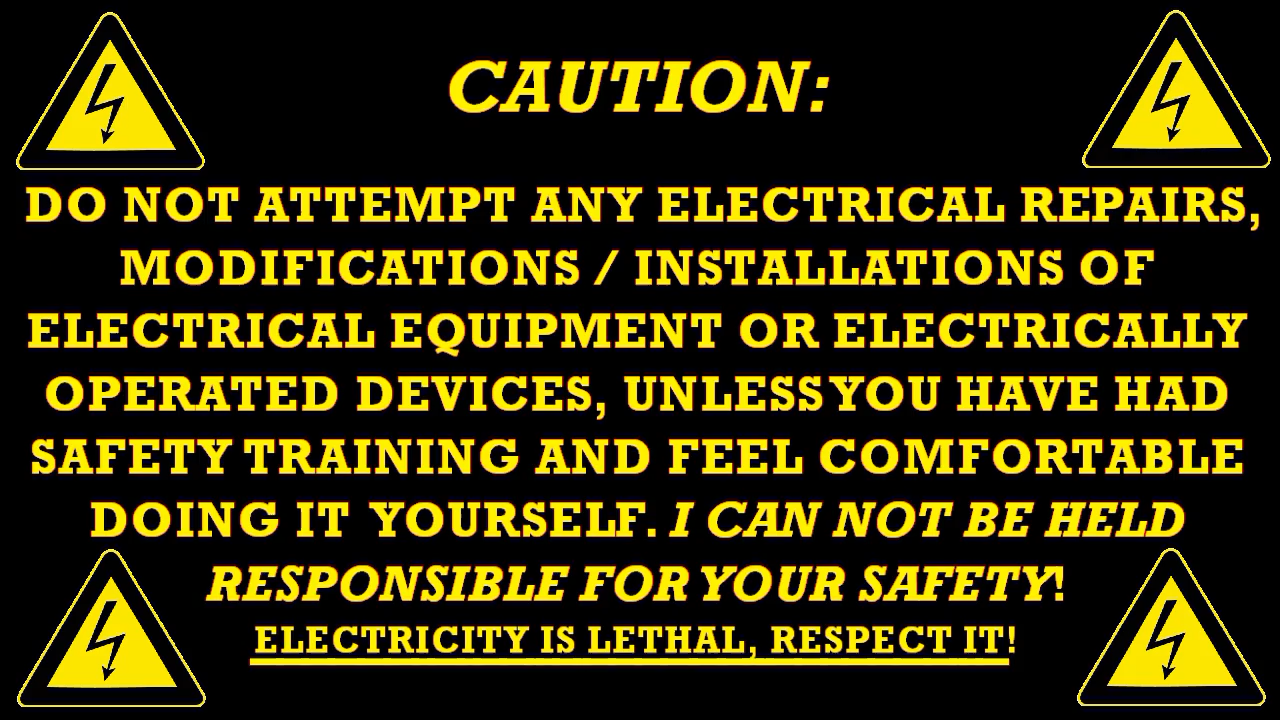 CAUTION:
DO NOT ATTEMPT ANY ELECTRICAL REPAIRS,
MODIFICATIONS / INSTALLATIONS OF
ELECTRICAL EQUIPMENT OR ELECTRICALLY
OPERATED DEVICES, UNLESS YOU HAVE HAD
SAFETY TRAINING AND FEEL COMFORTABLE
DOING IT YOURSELF. I CAN NOT BE HELD
RESPONSIBLE FOR YOUR SAFETY!
ELECTRICITY IS LETHAL, RESPECT IT!